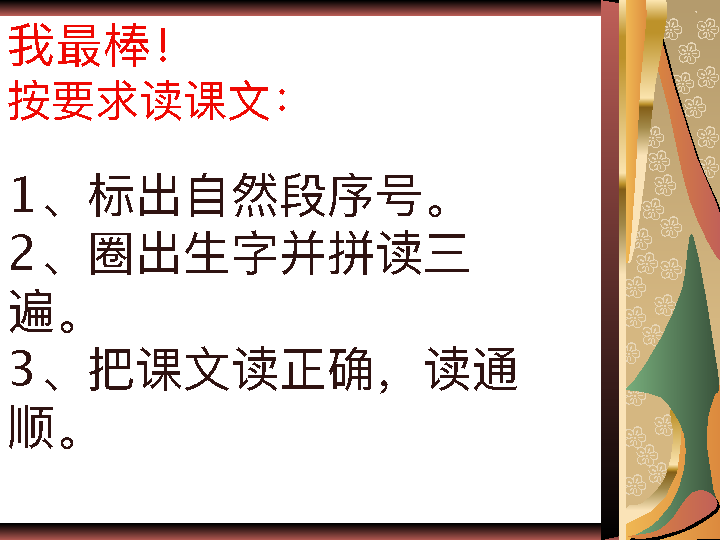 我最棒！
按要求读课文：
1、标出自然段序号。
2、圈出生字并拼读三
遍。
3、把课文读正确，读通
顺。